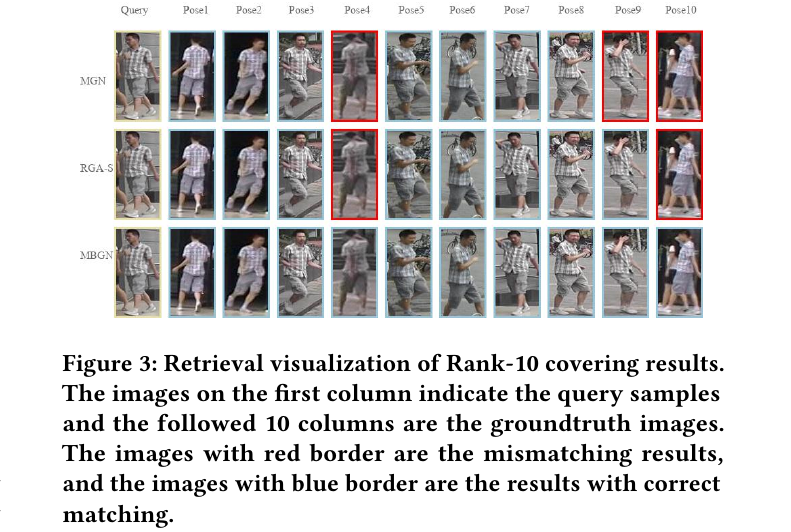 Query Pose1 Pose2 Pose3 Pose4 Pose5 Pose6 Pose7 Pose8 Pose9 Pose10
MGN
RGA-S
MBGN
Figure 3: Retrieval visualization of Rank-10 covering results.
The images on the first column indicate the query samples
and the followed 10 columns are the groundtruth images.
The images with red border are the mismatching results,
and the images with blue border are the results with correct
matching.